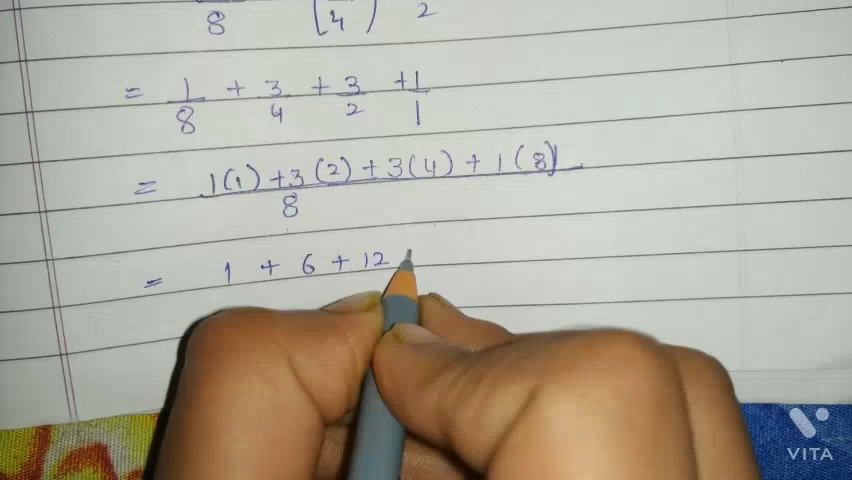 8 (4) 2
= 1/8 + 3/4 + 3/2 + 1/1
= 1(1) + 3(2) + 3(4) + 1(8) / 8
= 1 + 6 + 12
VITA